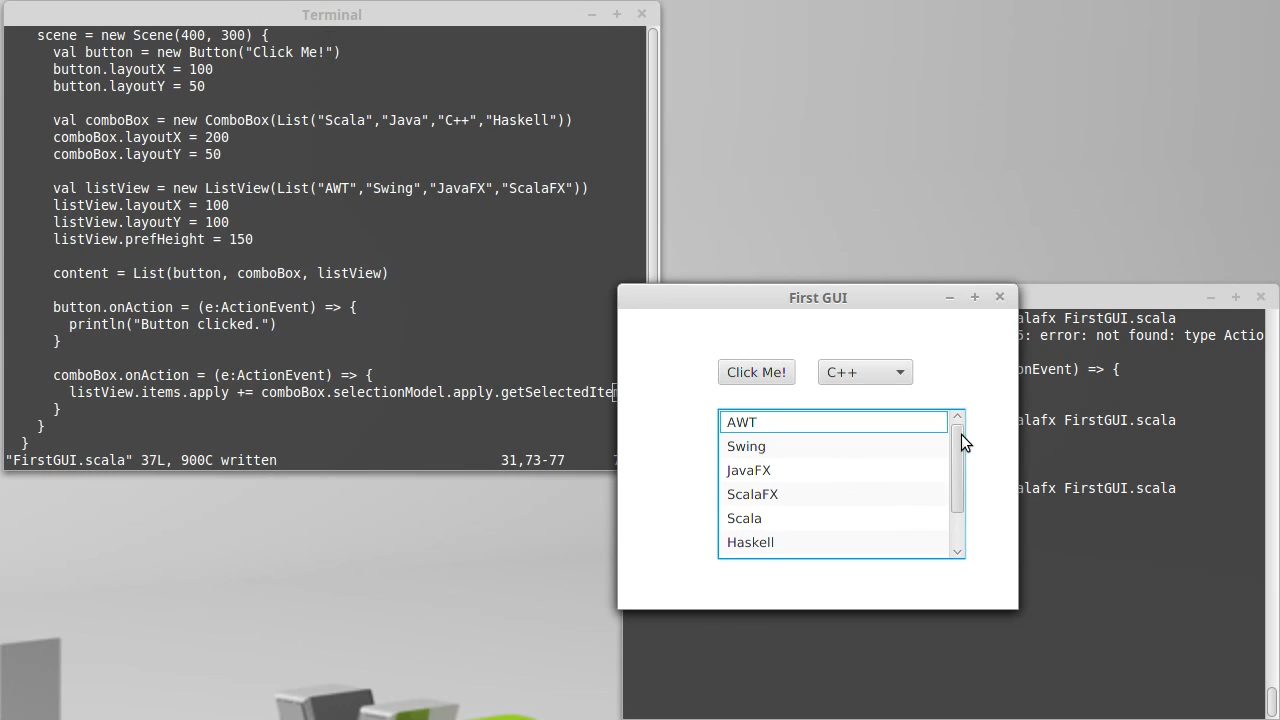 Terminal
scene = new Scene(400, 300) {
val button = new Button("Click Me!")
button.layoutX = 100
button.layoutY = 50
val comboBox = new ComboBox(List("Scala","Java","C++","Haskell"))
comboBox.layoutX = 200
comboBox.layoutY = 50
val listView = new ListView(List("AWT","Swing","JavaFX","ScalaFX"))
listView.layoutX = 100
listView.layoutY = 100
listView.prefHeight = 150
content = List(button, comboBox, listView)
button.onAction = (e:ActionEvent) => {
println("Button clicked.")
}
comboBox.onAction = (e:ActionEvent) => {
listView.items.apply += comboBox.selectionModel.apply.getSelectedIte
}
}
}
"FirstGUI.scala" 37L, 900C written 31,73-77
First GUI
Click Me!
C++
AWT
Swing
JavaFX
ScalaFX
Scala
Haskell
alafx FirstGUI.scala
: error: not found: type Actio
onEvent) => {
alafx FirstGUI.scala
alafx FirstGUI.scala